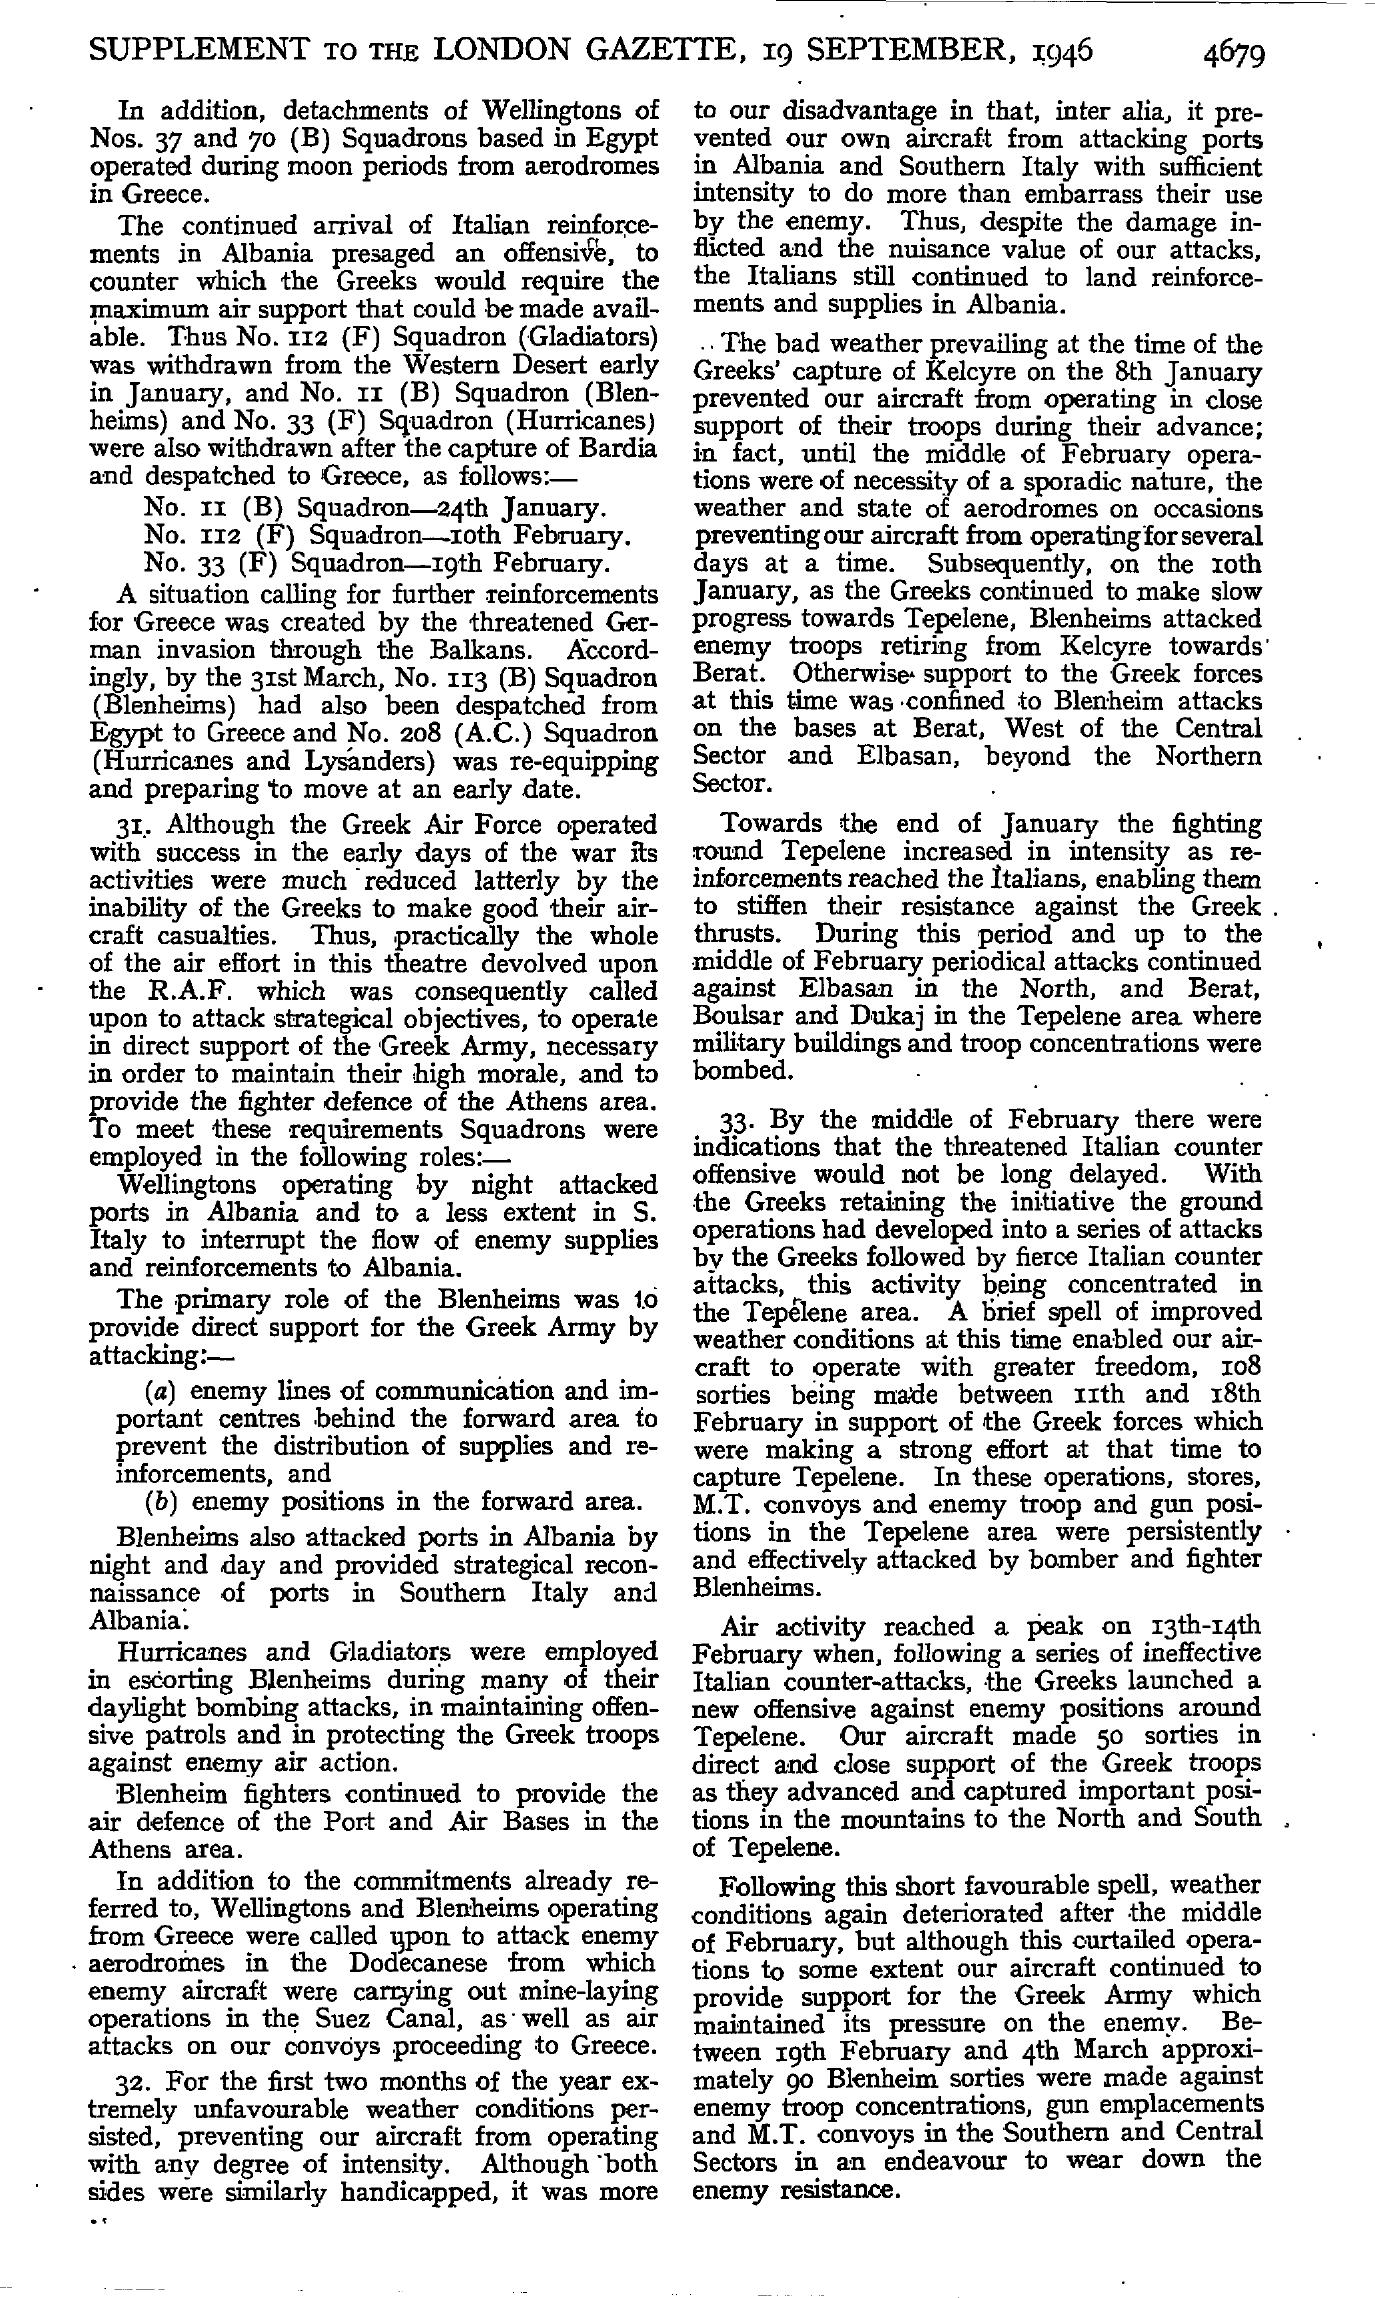 SUPPLEMENT TO THE LONDON GAZETTE, 19 SEPTEMBER, 1946 4679
In addition, detachments of Wellingtons of
Nos. 37 and 70 (B) Squadrons based in Egypt
operated during moon periods from aerodromes
in Greece.
The continued arrival of Italian reinforce-
ments in Albania presaged an offensive, to
counter which the Greeks would require the
maximum air support that could be made avail-
able. Thus No. 112 (F) Squadron (Gladiators)
was withdrawn from the Western Desert early
in January, and No. 11 (B) Squadron (Blen-
heims) and No. 33 (F) Squadron (Hurricanes)
were also withdrawn after the capture of Bardia
and despatched to Greece, as follows:—
No. 11 (B) Squadron—24th January.
No. 112 (F) Squadron—10th February.
No. 33 (F) Squadron—19th February.
A situation calling for further reinforcements
for Greece was created by the threatened Ger-
man invasion through the Balkans. Accord-
ingly, by the 31st March, No. 113 (B) Squadron
(Blenheims) had also been despatched from
Egypt to Greece and No. 208 (A.C.) Squadron
(Hurricanes and Lysanders) was re-equipping
and preparing to move at an early date.
31. Although the Greek Air Force operated
with success in the early days of the war its
activities were much reduced latterly by the
inability of the Greeks to make good their air-
craft casualties. Thus, practically the whole
of the air effort in this theatre devolved upon
the R.A.F. which was consequently called
upon to attack strategical objectives, to operate
in direct support of the Greek Army, necessary
in order to maintain their high morale, and to
provide the fighter defence of the Athens area.
To meet these requirements Squadrons were
employed in the following roles:—
Wellingtons operating by night attacked
ports in Albania and to a less extent in S.
Italy to interrupt the flow of enemy supplies
and reinforcements to Albania.
The primary role of the Blenheims was to
provide direct support for the Greek Army by
attacking:—
(a) enemy lines of communication and im-
portant centres behind the forward area to
prevent the distribution of supplies and re-
inforcements, and
(b) enemy positions in the forward area.
Blenheims also attacked ports in Albania by
night and day and provided strategical recon-
naissance of ports in Southern Italy and
Albania.
Hurricanes and Gladiators were employed
in escorting Blenheims during many of their
daylight bombing attacks, in maintaining offen-
sive patrols and in protecting the Greek troops
against enemy air action.
Blenheim fighters continued to provide the
air defence of the Port and Air Bases in the
Athens area.
In addition to the commitments already re-
ferred to, Wellingtons and Blenheims operating
from Greece were called upon to attack enemy
aerodromes in the Dodecanese from which
enemy aircraft were carrying out mine-laying
operations in the Suez Canal, as well as air
attacks on our convoys proceeding to Greece.
32. For the first two months of the year ex-
tremely unfavourable weather conditions per-
sisted, preventing our aircraft from operating
with any degree of intensity. Although both
sides were similarly handicapped, it was more
to our disadvantage in that, inter alia, it pre-
vented our own aircraft from attacking ports
in Albania and Southern Italy with sufficient
intensity to do more than embarrass their use
by the enemy. Thus, despite the damage in-
flicted and the nuisance value of our attacks,
the Italians still continued to land reinforce-
ments and supplies in Albania.
The bad weather prevailing at the time of the
Greeks' capture of Kelcyre on the 8th January
prevented our aircraft from operating in close
support of their troops during their advance;
in fact, until the middle of February opera-
tions were of necessity of a sporadic nature, the
weather and state of aerodromes on occasions
preventing our aircraft from operating for several
days at a time. Subsequently, on the 10th
January, as the Greeks continued to make slow
progress towards Tepelene, Blenheims attacked
enemy troops retiring from Kelcyre towards
Berat. Otherwise support to the Greek forces
at this time was confined to Blenheim attacks
on the bases at Berat, West of the Central
Sector and Elbasan, beyond the Northern
Sector.
Towards the end of January the fighting
round Tepelene increased in intensity as re-
inforcements reached the Italians, enabling them
to stiffen their resistance against the Greek
thrusts. During this period and up to the
middle of February periodical attacks continued
against Elbasan in the North, and Berat,
Boulsar and Dukaj in the Tepelene area where
military buildings and troop concentrations were
bombed.
33. By the middle of February there were
indications that the threatened Italian counter
offensive would not be long delayed. With
the Greeks retaining the initiative the ground
operations had developed into a series of attacks
by the Greeks followed by fierce Italian counter
attacks, this activity being concentrated in
the Tepelene area. A brief spell of improved
weather conditions at this time enabled our air-
craft to operate with greater freedom, 108
sorties being made between 11th and 18th
February in support of the Greek forces which
were making a strong effort at that time to
capture Tepelene. In these operations, stores,
M.T. convoys and enemy troop and gun posi-
tions in the Tepelene area were persistently
and effectively attacked by bomber and fighter
Blenheims.
Air activity reached a peak on 13th-14th
February when, following a series of ineffective
Italian counter-attacks, the Greeks launched a
new offensive against enemy positions around
Tepelene. Our aircraft made 50 sorties in
direct and close support of the Greek troops
as they advanced and captured important posi-
tions in the mountains to the North and South
of Tepelene.
Following this short favourable spell, weather
conditions again deteriorated after the middle
of February, but although this curtailed opera-
tions to some extent our aircraft continued to
provide support for the Greek Army which
maintained its pressure on the enemy. Be-
tween 19th February and 4th March approxi-
mately 90 Blenheim sorties were made against
enemy troop concentrations, gun emplacements
and M.T. convoys in the Southern and Central
Sectors in an endeavour to wear down the
enemy resistance.